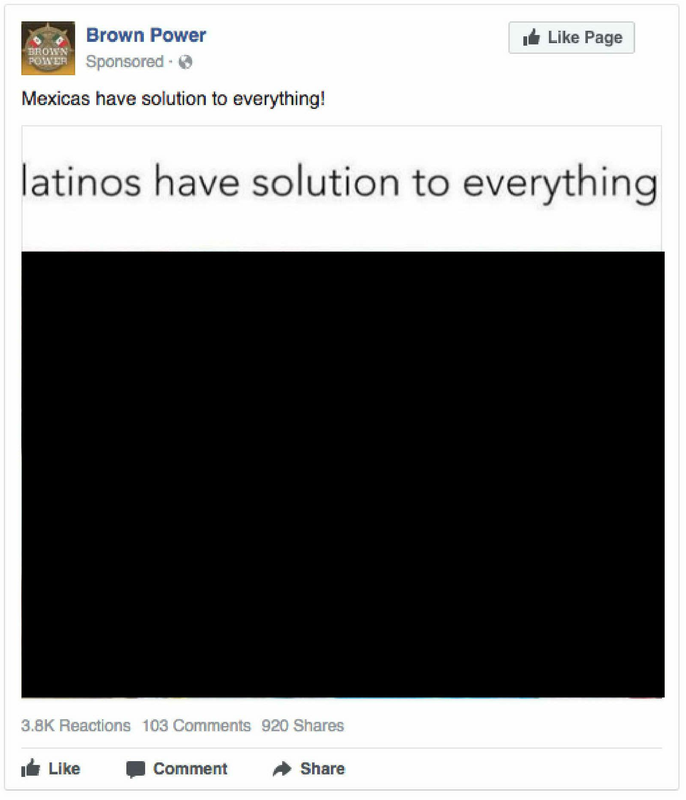 Brown Power
Like Page
Sponsored ·
BROWN
POWER
Mexicas have solution to everything!
latinos have solution to everything
3.8K Reactions 103 Comments 920 Shares
Like Comment Share